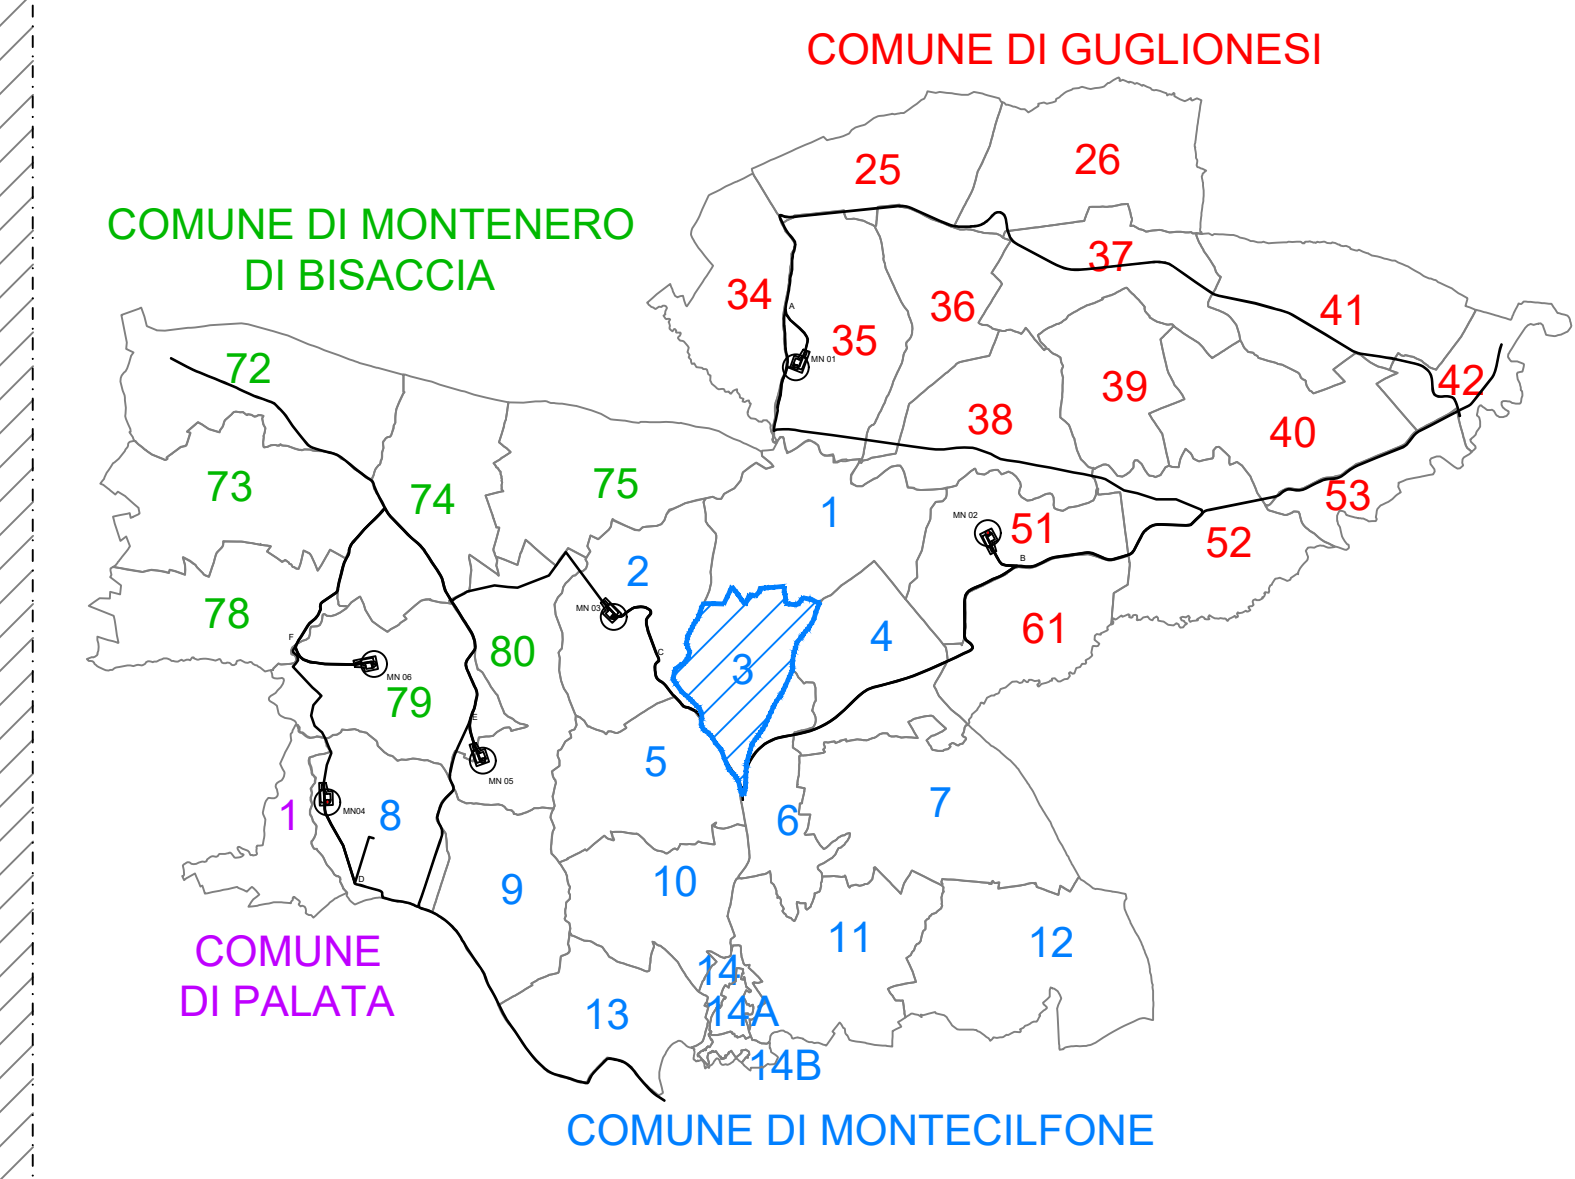 COMUNE DI GUGLIONESI
26
25
COMUNE DI MONTENERO
DI BISACCIA
37
34
36
41
A
35
MN 01
72
42
39
38
40
75
73
74
53
1
MN 02
51
52
2
B
MN 03
78
61
4
F
80
C
3
MN 06
79
E
5
MN 05
7
1
MN04
8
6
D
10
9
11
12
COMUNE
DI PALATA
14
13
14A
14B
COMUNE DI MONTECILFONE